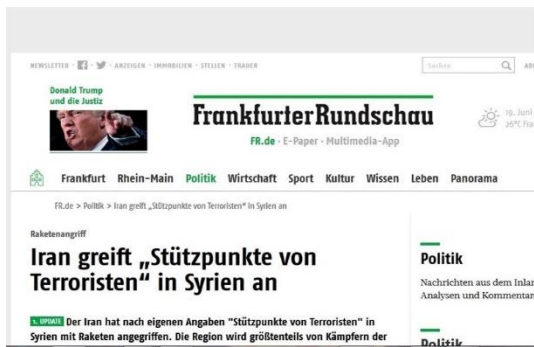 NEWSLETTER · ANZEIGEN · IMMOBILIEN · STELLEN · TRAUER
Suchen
Donald Trump
und die Justiz
Frankfurter Rundschau
FR.de · E-Paper · Multimedia-App
19. Juni
Frankfurt Rhein-Main Politik Wirtschaft Sport Kultur Wissen Leben Panorama
FR.de > Politik > Iran greift „Stützpunkte von Terroristen“ in Syrien an
Raketenangriff
Iran greift „Stützpunkte von
Terroristen“ in Syrien an
1. UPDATE Der Iran hat nach eigenen Angaben "Stützpunkte von Terroristen" in
Syrien mit Raketen angegriffen. Die Region wird größtenteils von Kämpfern der
Politik
Nachrichten aus dem
Analysen und
Politik